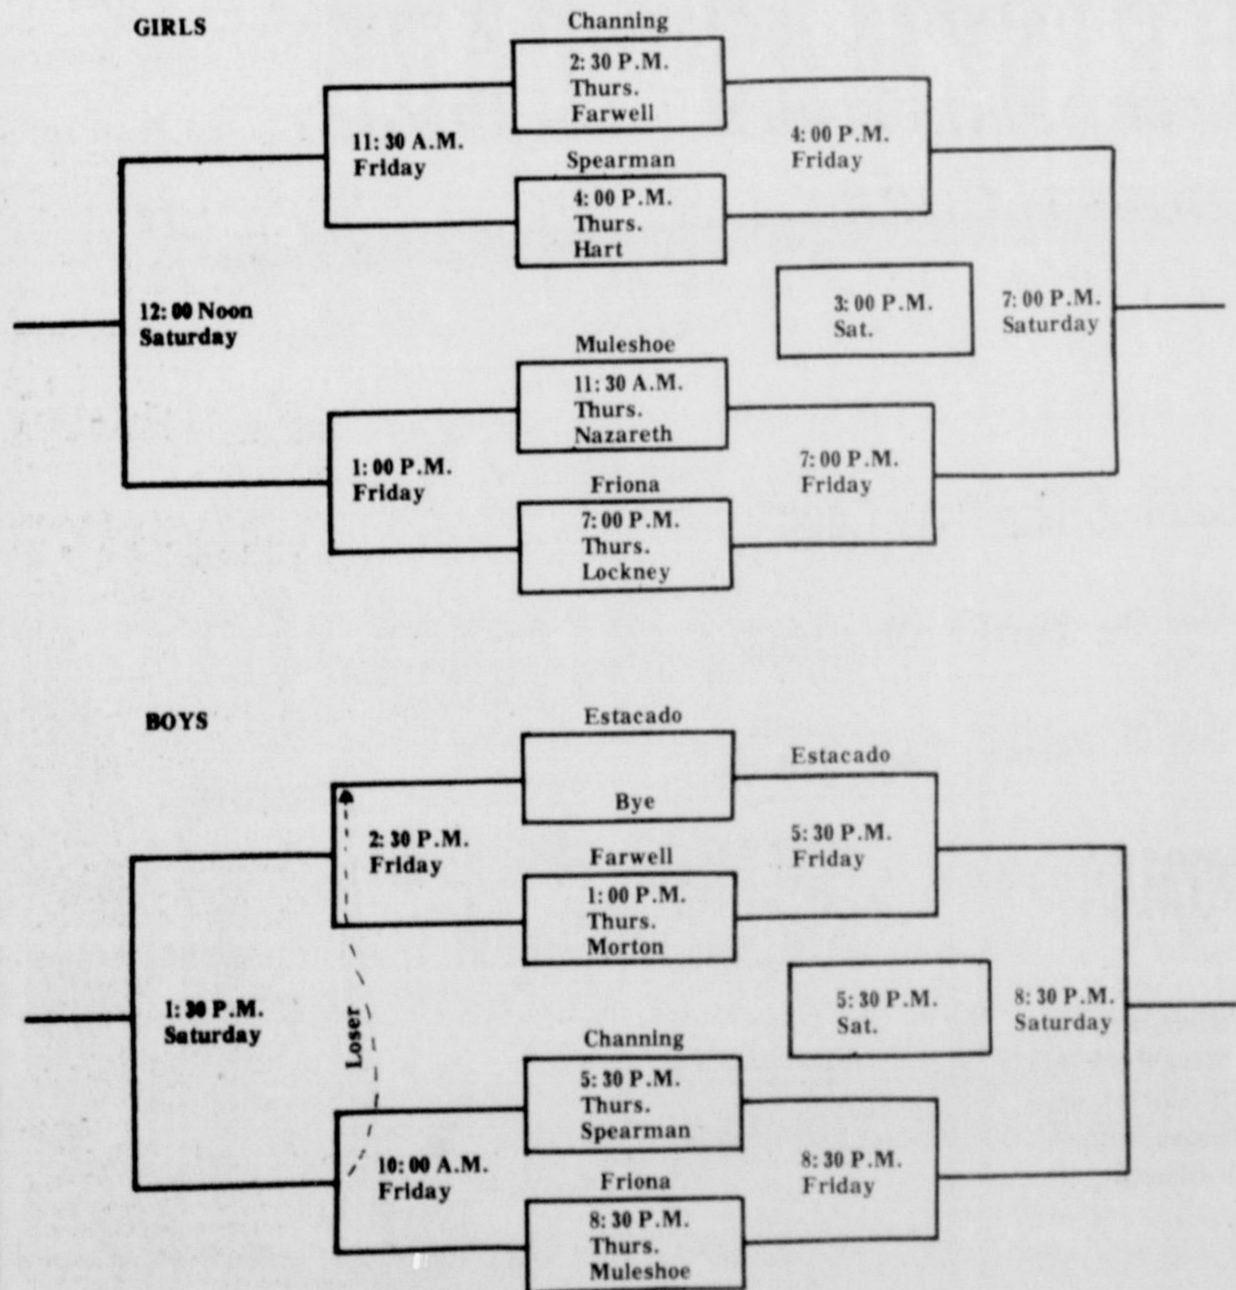 GIRLS
Channing
2:30 P.M.
Thurs.
Farwell
11:30 A.M.
Friday
4:00 P.M.
Friday
Spearman
4:00 P.M.
Thurs.
Hart
12:00 Noon
Saturday
3:00 P.M.
Sat.
7:00 P.M.
Saturday
Muleshoe
11:30 A.M.
Thurs.
Nazareth
1:00 P.M.
Friday
7:00 P.M.
Friday
Friona
7:00 P.M.
Thurs.
Lockney
BOYS
Estacado
Bye
Estacado
2:30 P.M.
Friday
5:30 P.M.
Friday
Farwell
1:00 P.M.
Thurs.
Morton
1:30 P.M.
Saturday
Loser
5:30 P.M.
Sat.
8:30 P.M.
Saturday
Channing
5:30 P.M.
Thurs.
Spearman
10:00 A.M.
Friday
8:30 P.M.
Friday
Friona
8:30 P.M.
Thurs.
Muleshoe